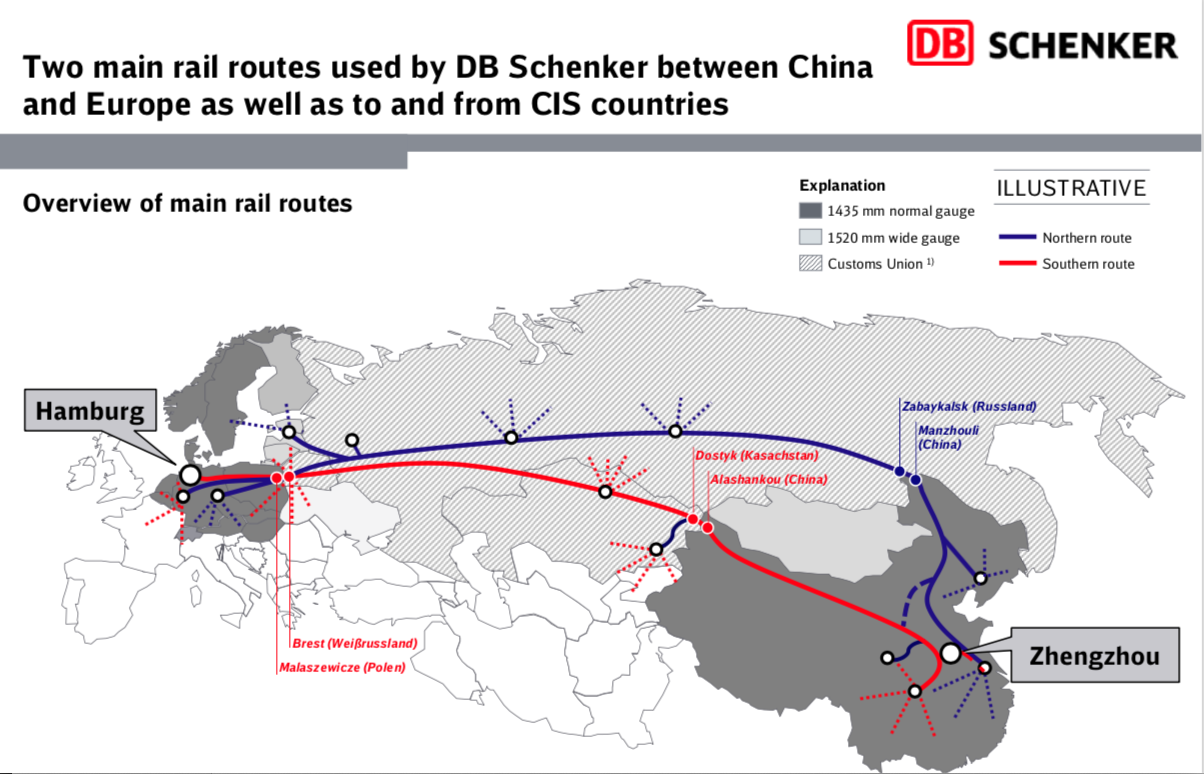 DB SCHENKER
Two main rail routes used by DB Schenker between China
and Europe as well as to and from CIS countries
Overview of main rail routes
Explanation
1435 mm normal gauge
1520 mm wide gauge
Customs Union 1)
ILLUSTRATIVE
Northern route
Southern route
Hamburg
Zabaykalsk (Russland)
Manzhouli
(China)
Dostyk (Kasachstan)
Alashankou (China)
Brest (Weißrussland)
Malaszewicze (Polen)
Zhengzhou